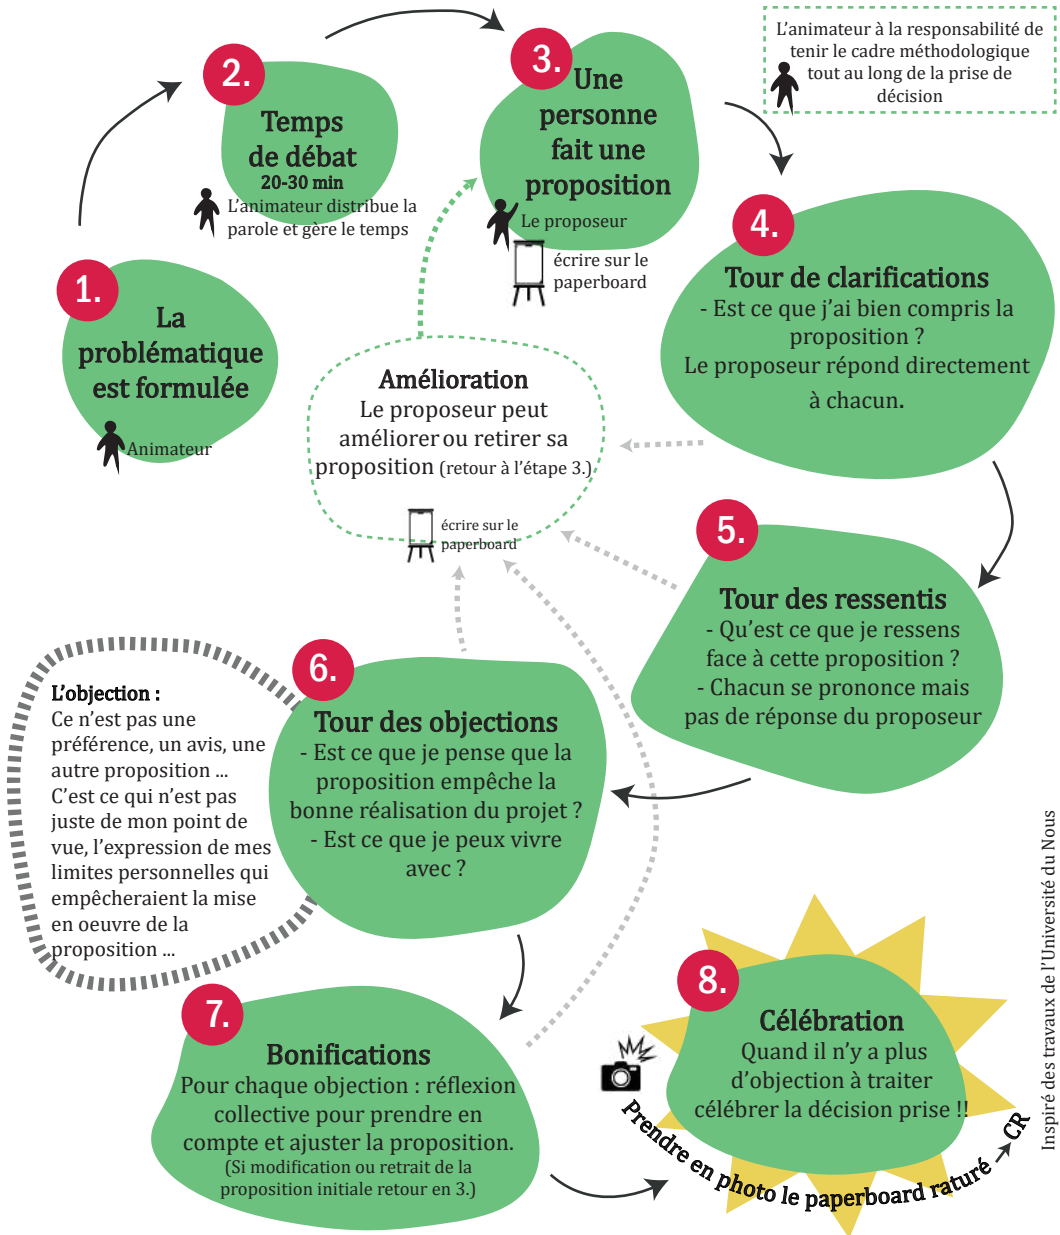 L'animateur à la responsabilité de
tenir le cadre méthodologique
tout au long de la prise de
décision
1.
La
problématique
est formulée
Animateur
2.
Temps
de débat
20-30 min
L'animateur distribue la
parole et gère le temps
3.
Une
personne
fait une
proposition
Le proposeur
écrire sur le
paperboard
4.
Tour de clarifications
- Est ce que j'ai bien compris la
proposition ?
Le proposeur répond directement
à chacun.
Amélioration
Le proposeur peut
améliorer ou retirer sa
proposition (retour à l'étape 3.)
écrire sur le
paperboard
5.
Tour des ressentis
- Qu'est ce que je ressens
face à cette proposition ?
- Chacun se prononce mais
pas de réponse du proposeur
6.
Tour des objections
- Est ce que je pense que la
proposition empêche la
bonne réalisation du projet ?
- Est ce que je peux vivre
avec ?
L'objection :
Ce n'est pas une
préférence, un avis, une
autre proposition ...
C'est ce qui n'est pas
juste de mon point de
vue, l'expression de mes
limites personnelles qui
empêcheraient la mise
en oeuvre de la
proposition ...
7.
Bonifications
Pour chaque objection : réflexion
collective pour prendre en
compte et ajuster la proposition.
(Si modification ou retrait de la
proposition initiale retour en 3.)
8.
Célébration
Quand il n'y a plus
d'objection à traiter
célébrer la décision prise !!
Prendre en photo le paperboard raturé → CR
Inspiré des travaux de l'Université du Nous